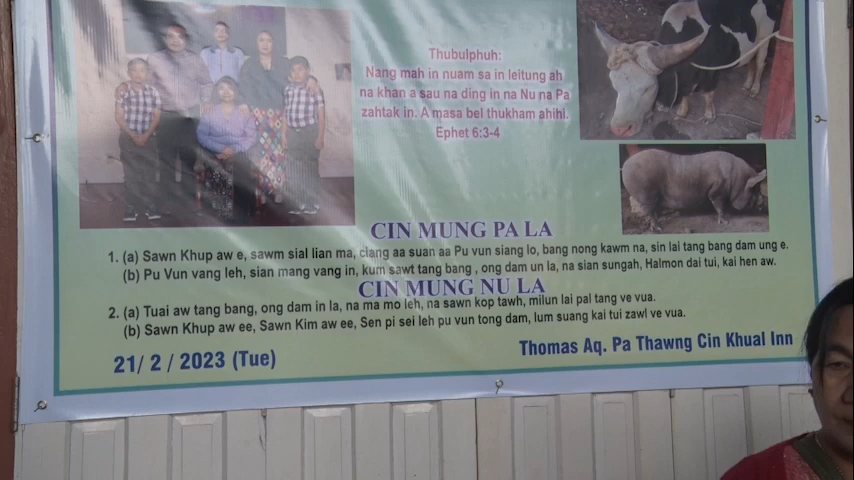 Thubulphuh:
Nang mah in nuam sa in leitung ah
na khan a sau na ding in na Nu na Pa
zahtak in. A masa bel thukham ahihi.
Ephet 6:3-4
CIN MUNG PA LA
1. (a) Sawn Khup aw e, sawm sial lian ma, ciang aa suan aa Pu vun siang lo, bang nong kawm na, sin lai tang bang dam ung e.
(b) Pu Vun vang leh, sian mang vang in, kum sawt tang bang , ong dam un la, na sian sungah, Halmon dai tui, kai hen aw.
CIN MUNG NU LA
2. (a) Tuai aw tang bang, ong dam in la, na ma mo leh, na sawn kop tawh, milun lai pal tang ve vua.
(b) Sawn Khup aw ee, Sawn Kim aw ee, Sen pi sei leh pu vun tong dam, lum suang kai tui zawl ve vua.
21/ 2 / 2023 (Tue)
Thomas Aq. Pa Thawng Cin Khual Inn